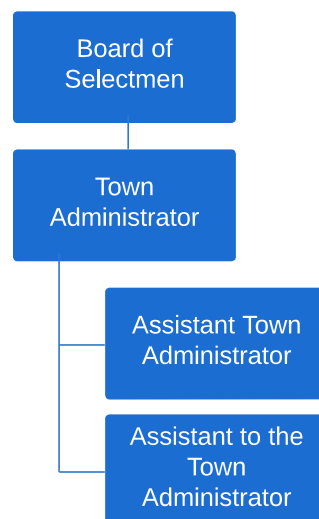 Board of
Selectmen
Town
Administrator
Assistant Town
Administrator
Assistant to the
Town
Administrator